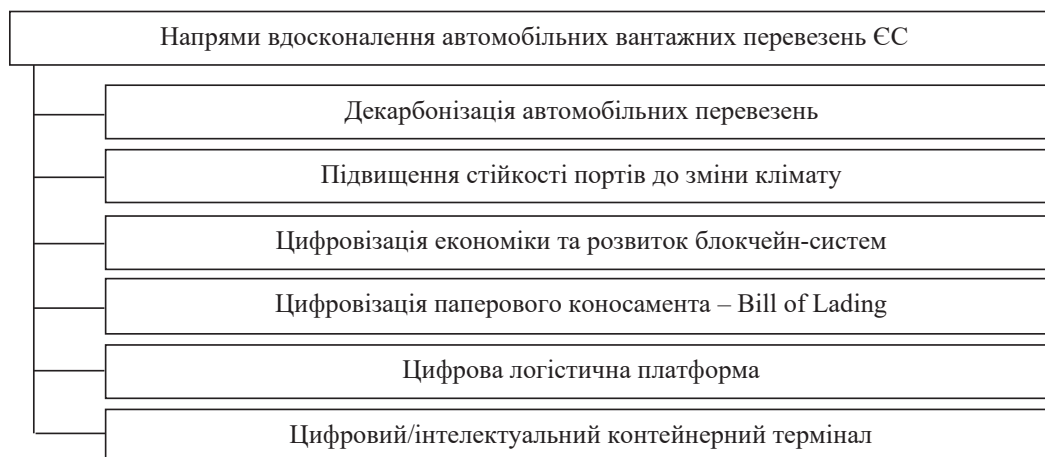 Напрями вдосконалення автомобільних вантажних перевезень ЄС
Декарбонізація автомобільних перевезень
Підвищення стійкості портів до зміни клімату
Цифровізація економіки та розвиток блокчейн-систем
Цифровізація паперового коносамента – Bill of Lading
Цифрова логістична платформа
Цифровий/інтелектуальний контейнерний термінал